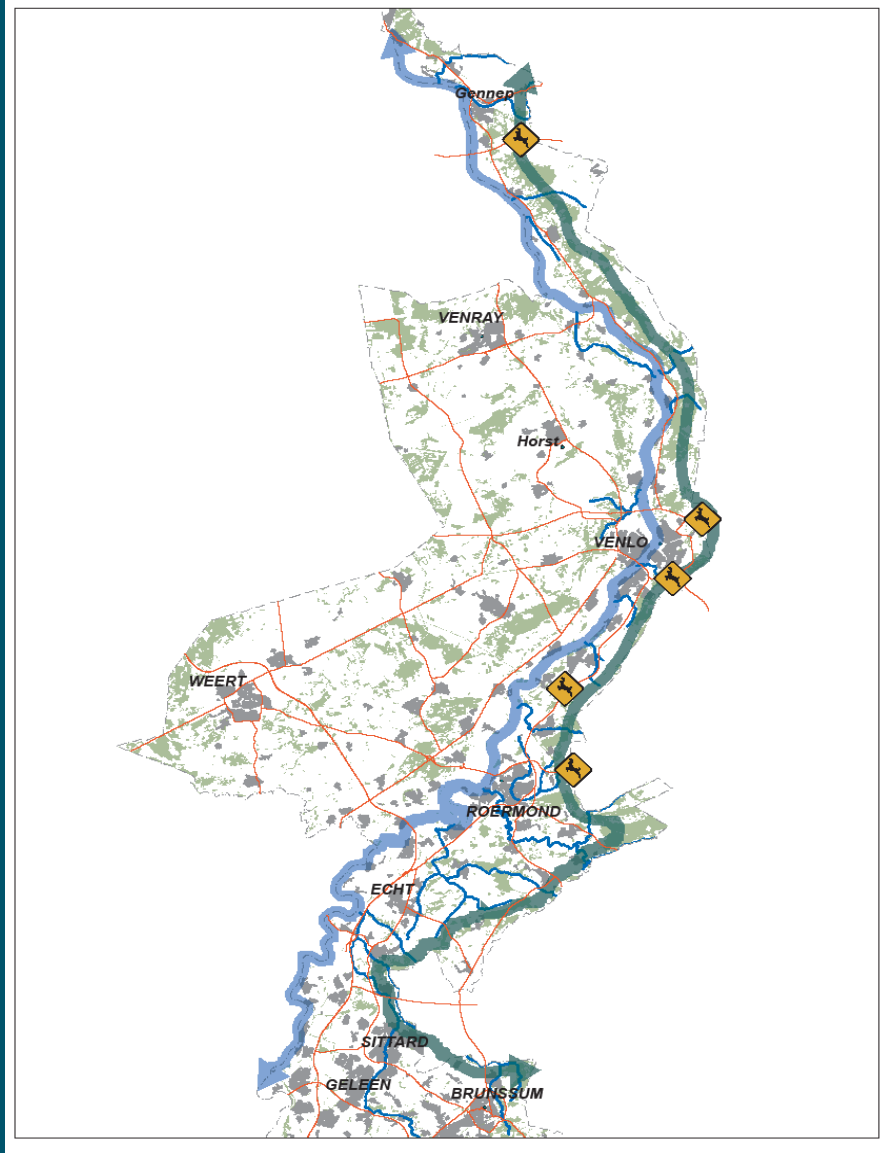 Gennep
VENRAY
Horst
VENLO
WEERT
ROERMOND
ECHT
SITTARD
GELEEN
BRUNSSUM